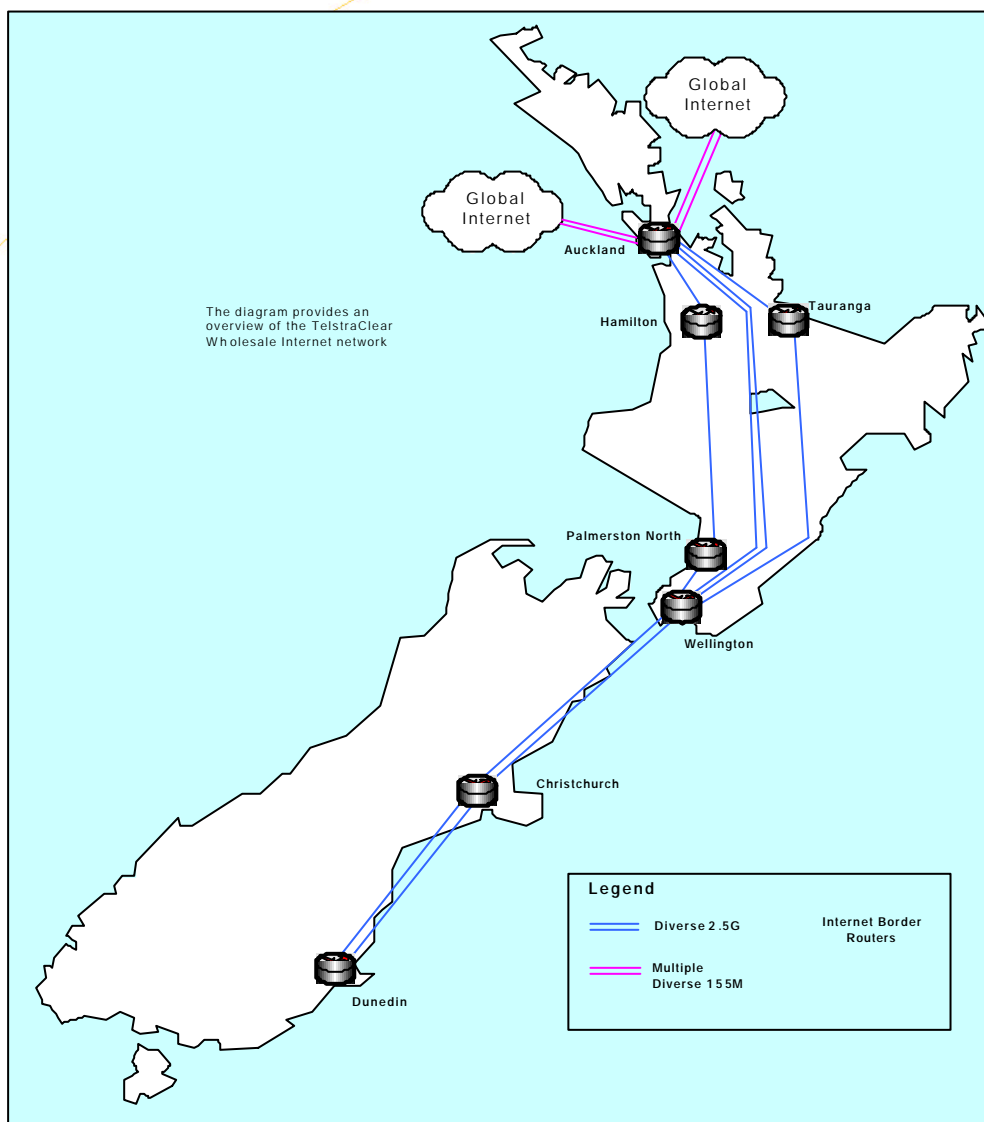 Global
Internet
Global
Internet
Auckland
The diagram provides an
overview of the TelstraClear
Wholesale Internet network
Hamilton
Tauranga
Palmerston North
Wellington
Christchurch
Dunedin
Legend
Diverse 2.5G
Internet Border
Routers
Multiple
Diverse 155M